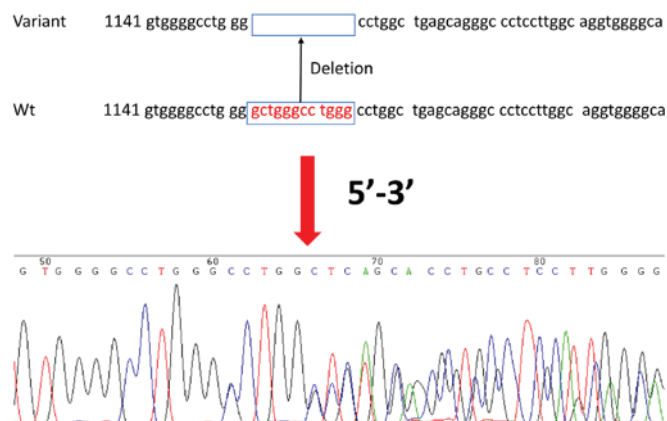 Variant 1141 gtggggcctg gg cctggc tgagcagggc cctccttggc aggtggggca
Deletion
Wt 1141 gtggggcctg gg gctgggcc tggg cctggc tgagcagggc cctccttggc aggtggggca
5’-3’
50 60 70 80
G T G G G G C C T G G G C C T G G C T C A G C A C C T G C C T C C T T G G G G